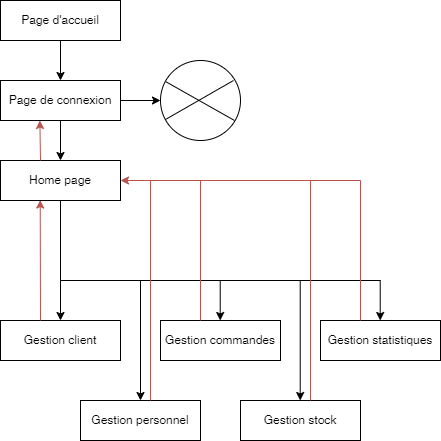 Page d'accueil
Page de connexion
Home page
Gestion client
Gestion commandes
Gestion statistiques
Gestion personnel
Gestion stock